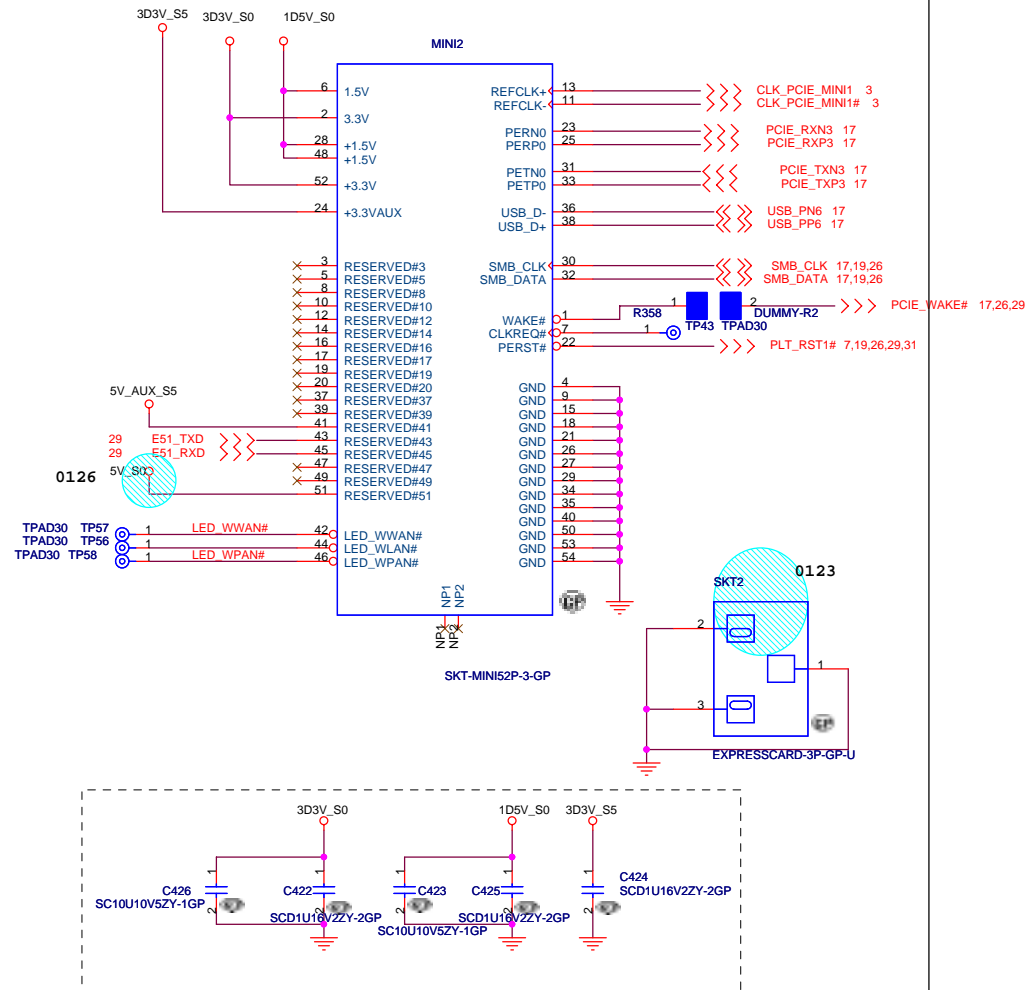 3D3V_S5 3D3V_S0 1D5V_S0
MINI2
6 1.5V
2 3.3V
28 +1.5V
48 +1.5V
52 +3.3V
24 +3.3VAUX
REFCLK+ 13 CLK_PCIE_MINI1 3
REFCLK- 11 CLK_PCIE_MINI1# 3
PERN0 23 PCIE_RXN3 17
PERP0 25 PCIE_RXP3 17
PETN0 31 PCIE_TXN3 17
PETP0 33 PCIE_TXP3 17
USB_D- 36 USB_PN6 17
USB_D+ 38 USB_PP6 17
SMB_CLK 30 SMB_CLK 17,19,26
SMB_DATA 32 SMB_DATA 17,19,26
R358 1 2 DUMMY-R2 PCIE_WAKE# 17,26,29
WAKE# 1
TP43 TPAD30
CLKREQ# 7 1
PERST# 22 PLT_RST1# 7,19,26,29,31
3 RESERVED#3
5 RESERVED#5
8 RESERVED#8
10 RESERVED#10
12 RESERVED#12
14 RESERVED#14
16 RESERVED#16
17 RESERVED#17
19 RESERVED#19
20 RESERVED#20
37 RESERVED#37
39 RESERVED#39
5V_AUX_S5
41 RESERVED#41
29 E51_TXD 43 RESERVED#43
29 E51_RXD 45 RESERVED#45
47 RESERVED#47
0126 5V_S0
49 RESERVED#49
51 RESERVED#51
GND 4
GND 9
GND 15
GND 18
GND 21
GND 26
GND 27
GND 29
GND 34
GND 35
GND 40
GND 50
GND 53
GND 54
TPAD30 TP57 1 LED_WWAN# 42 LED_WWAN#
TPAD30 TP56 1 44 LED_WLAN#
TPAD30 TP58 1 LED_WPAN# 46 LED_WPAN#
NP1 NP2
NP1 NP2
GP
SKT-MINI52P-3-GP
0123
SKT2
2
1
3
GP
EXPRESSCARD-3P-GP-U
3D3V_S0 1D5V_S0 3D3V_S5
1 1 1 1 1
C426 C422 C423 C425 C424
SC10U10V5ZY-1GP SCD1U16V2ZY-2GP
2 2 2 2 2
SCD1U16V2ZY-2GP SCD1U16V2ZY-2GP
SC10U10V5ZY-1GP